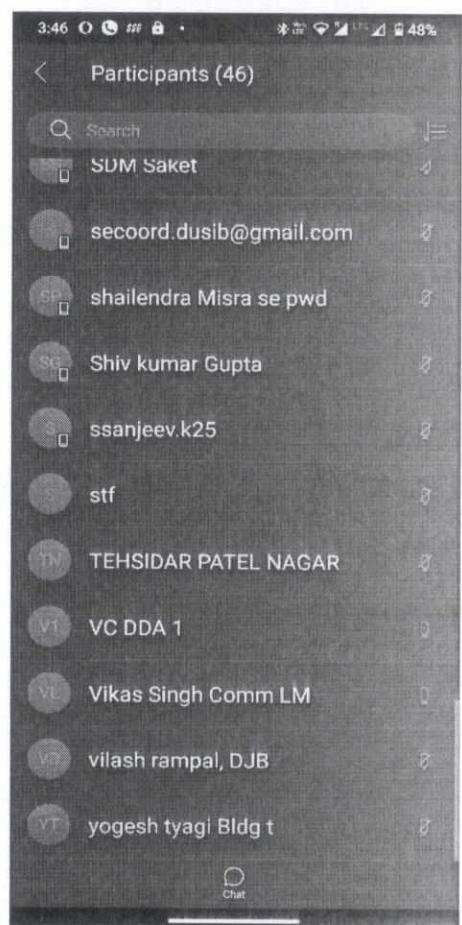 3:46
48%
Participants (46)
Search
SDM Saket
secoord.dusib@gmail.com
SP shailendra Misra se pwd
SG Shiv kumar Gupta
S ssanjeev.k25
S stf
TN TEHSIDAR PATEL NAGAR
V1 VC DDA 1
VL Vikas Singh Comm LM
VD vilash rampal, DJB
YT yogesh tyagi Bldg t
Chat